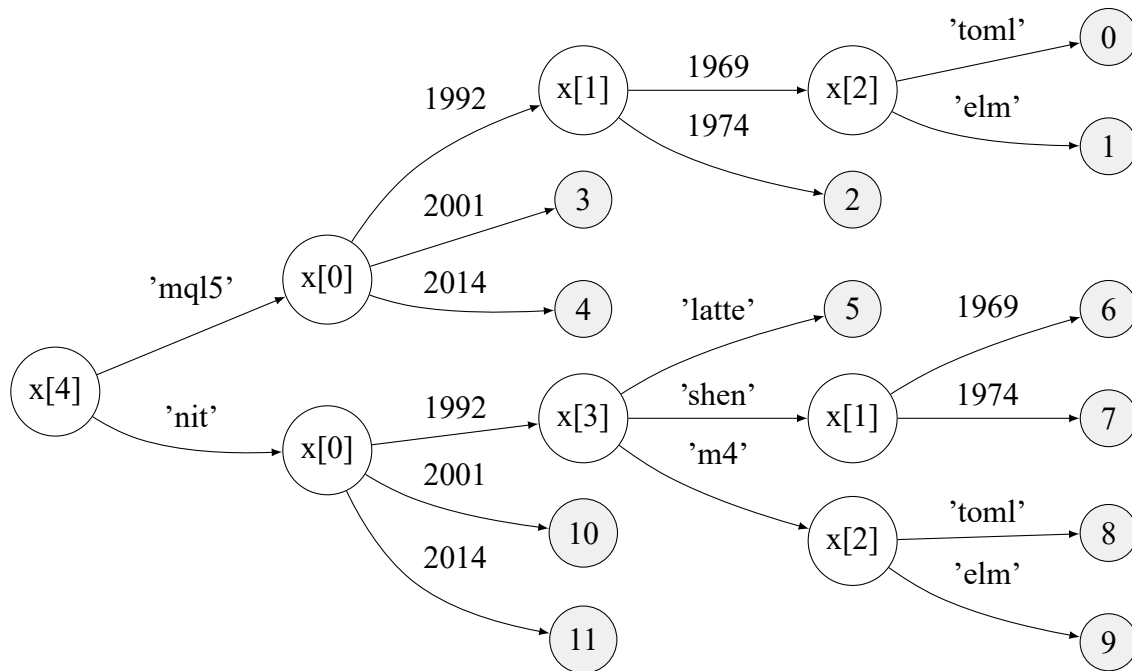 ’toml’
0
1969
x[1]
x[2]
1992
’elm’
1974
1
2001
3
2
x[0]
’mql5’
2014
’latte’
1969
4
5
6
x[4]
’shen’
1974
’nit’
1992
x[3]
x[1]
7
x[0]
’m4’
2001
’toml’
10
x[2]
8
2014
’elm’
11
9